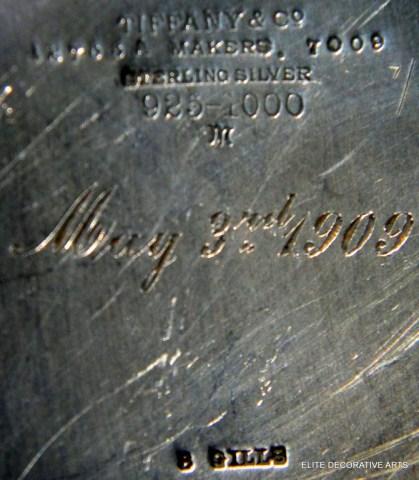 TIFFANY & CO
MAKERS, 7009
STERLING SILVER
925-1000
M
May 3rd. 1909
8 GILLS
ELITE DECORATIVE ARTS